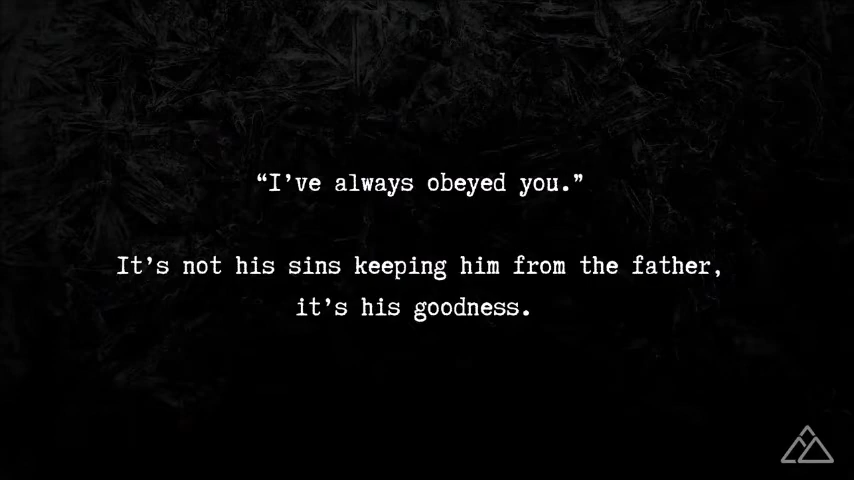 “I’ve always obeyed you.”
It’s not his sins keeping him from the father,
it’s his goodness.